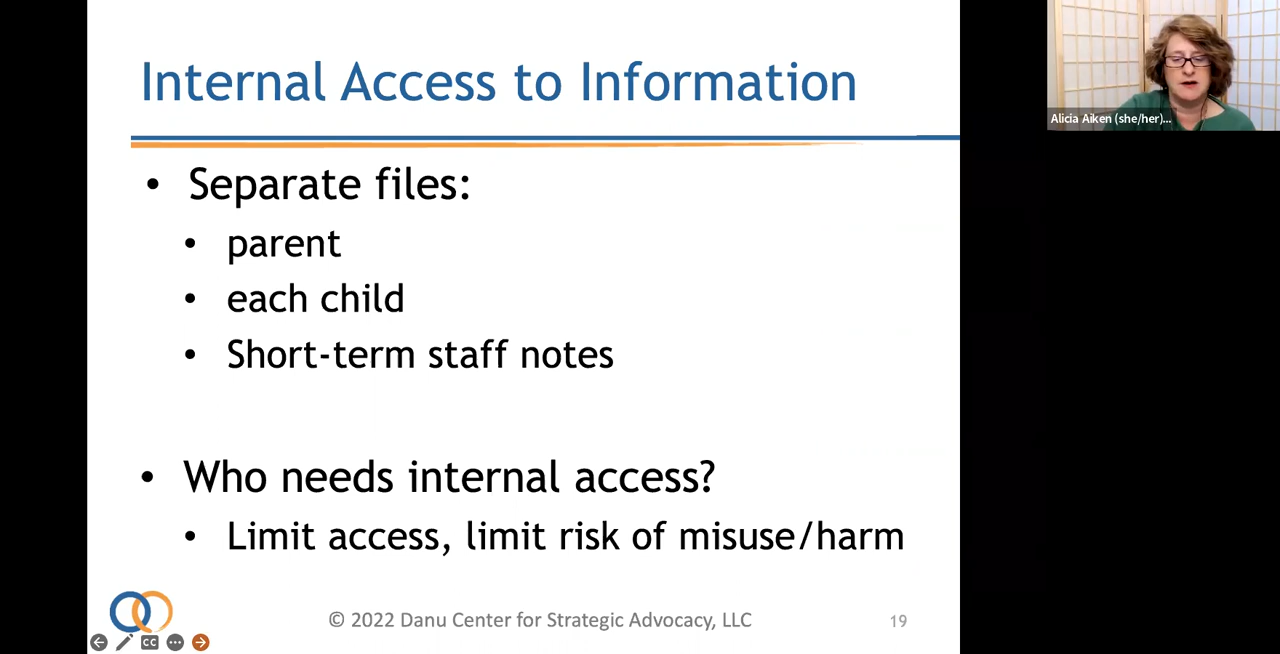 Internal Access to Information
• Separate files:
• parent
• each child
• Short-term staff notes
• Who needs internal access?
• Limit access, limit risk of misuse/harm
© 2022 Danu Center for Strategic Advocacy, LLC
19
CC
Alicia Aiken (she/her)...